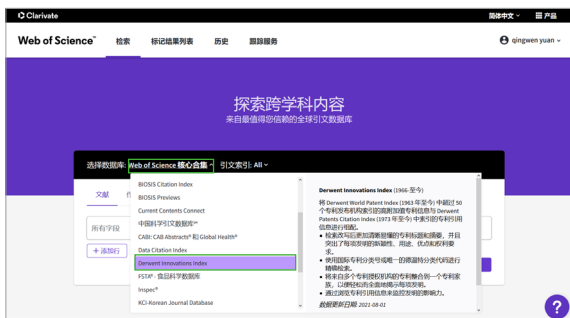 Clarivate
简体中文
产品
Web of Science™
检索
标记结果列表
历史
跟踪服务
qingwen yuan
探索跨学科内容
来自最值得您信赖的全球引文数据库
选择数据库: Web of Science 核心合集
引文索引: All
文献
所有字段
+ 添加行
BIOSIS Citation Index
BIOSIS Previews
Current Contents Connect
中国科学引文数据库℠
CABI: CAB Abstracts® 和 Global Health®
Data Citation Index
Derwent Innovations Index
FSTA® - 食品科学数据库
Inspec®
KCI-Korean Journal Database
Derwent Innovations Index (1966-至今)
将 Derwent World Patent Index (1963 年至今) 中超过 50
个专利发布机构索引的高附加值专利信息与 Derwent
Patents Citation Index (1973 年至今) 中索引的专利引用
信息进行组配。
• 检索改写后更加清晰易懂的专利标题和摘要，并且
突出了每项发明的新颖性、用途、优点和权利要
求。
• 使用国际专利分类号或唯一的德温特分类代码进行
精确检索。
• 将来自多个专利授权机构的专利整合到一个专利家
族，以便轻松而全面地揭示每项发明。
• 通过浏览专利引用信息来监控发明的影响力。
数据更新日期 2021-08-01
?